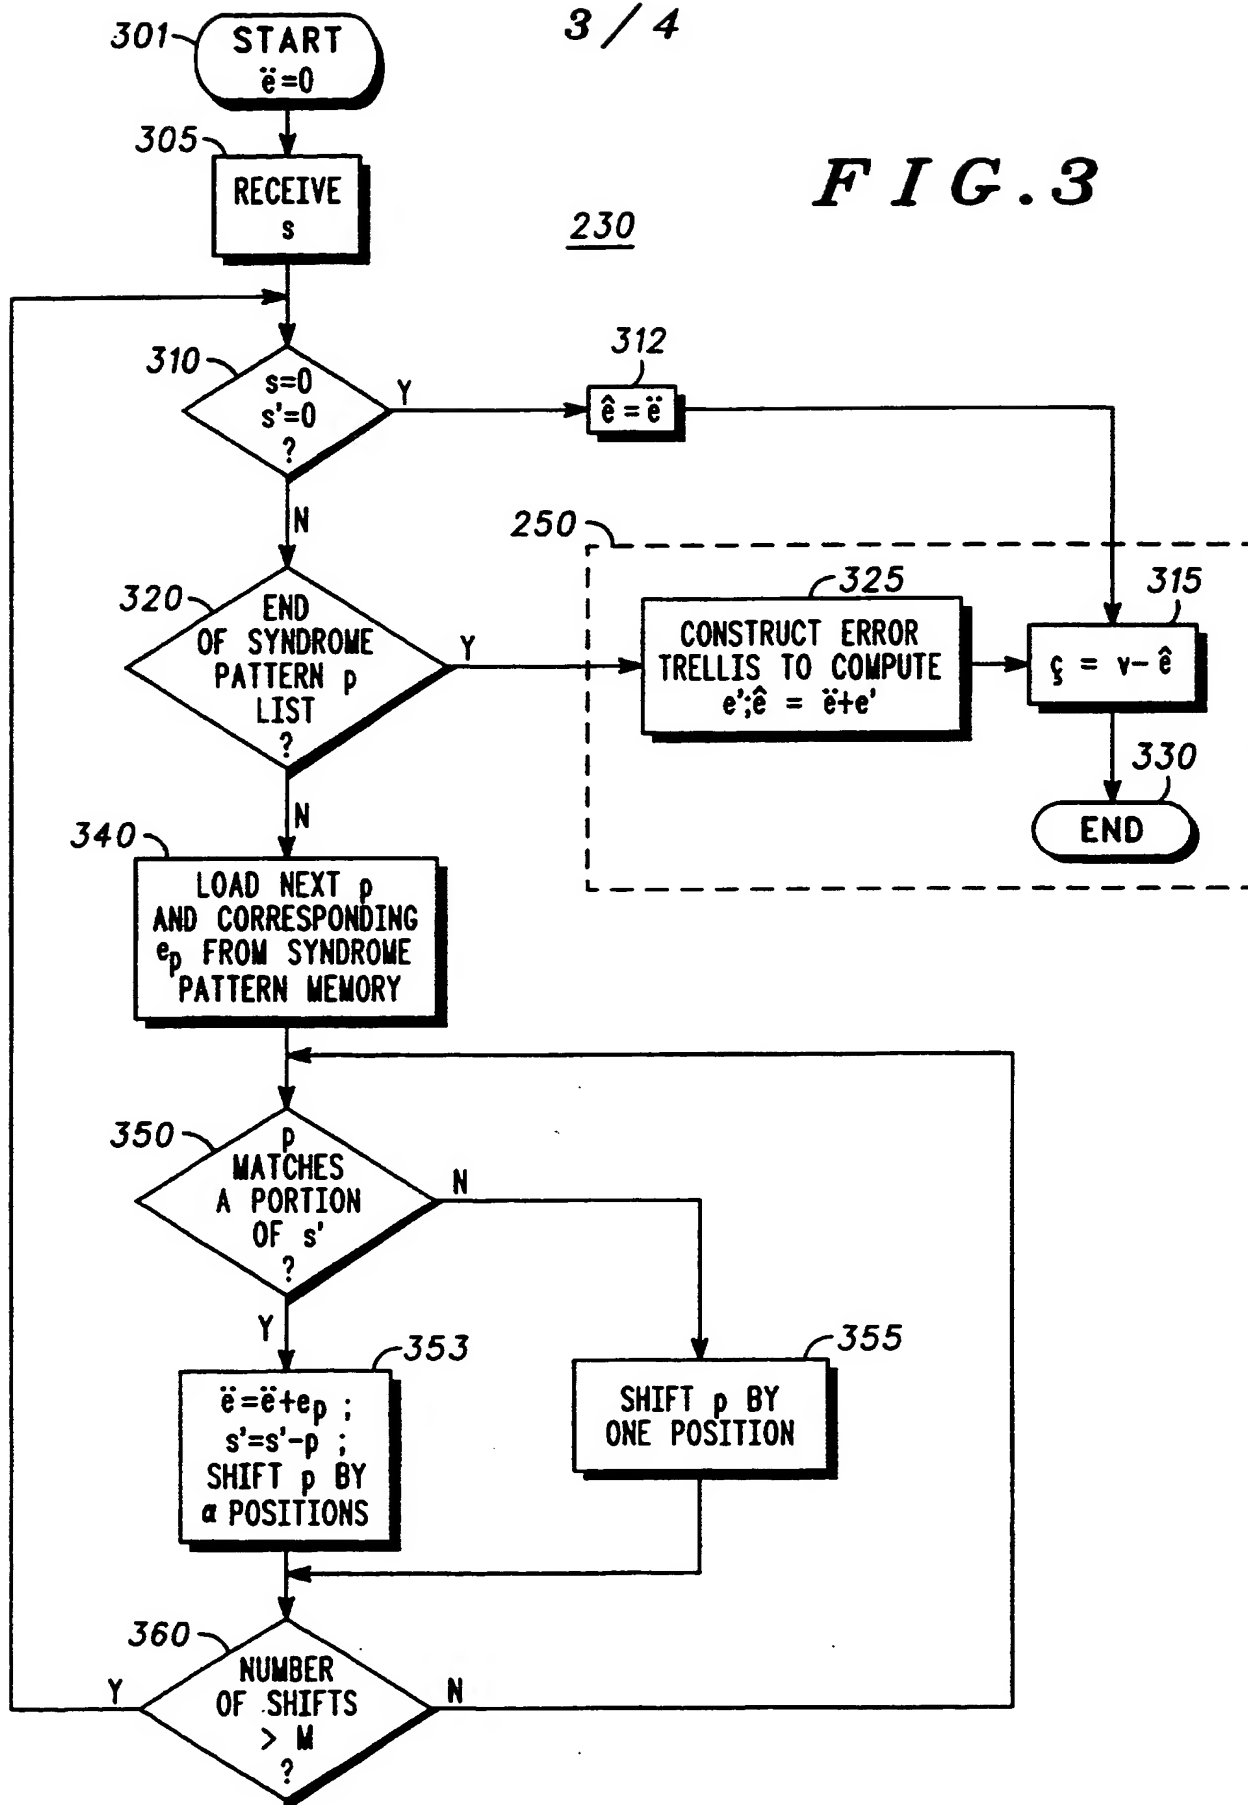 3/4
FIG.3
230
301
START
ë=0
305
RECEIVE
s
310
s=0
s'=0
?
Y
N
312
ê = ë
250
320
END
OF SYNDROME
PATTERN p
LIST
?
Y
N
325
CONSTRUCT ERROR
TRELLIS TO COMPUTE
e';ê = ë+e'
315
ç = v- ê
330
END
340
LOAD NEXT p
AND CORRESPONDING
ep FROM SYNDROME
PATTERN MEMORY
350
p
MATCHES
A PORTION
OF s'
?
N
Y
353
ë=ë+ep ;
s'=s'-p ;
SHIFT p BY
α POSITIONS
355
SHIFT p BY
ONE POSITION
360
NUMBER
OF SHIFTS
> M
?
Y
N